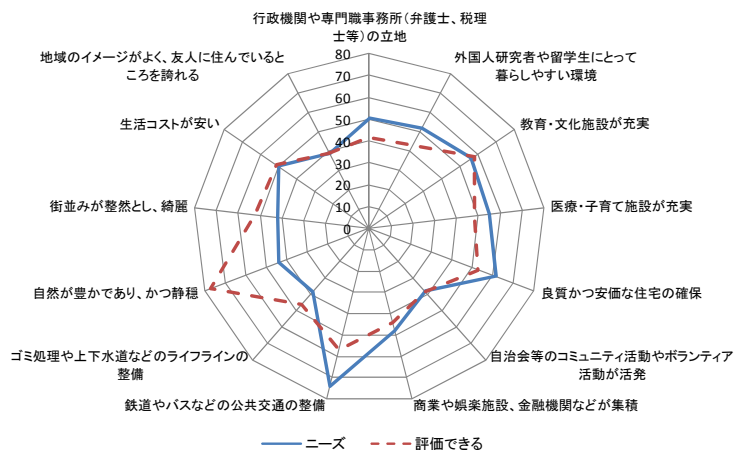 行政機関や専門職事務所(弁護士、税理
士等)の立地
外国人研究者や留学生にとって
暮らしやすい環境
教育・文化施設が充実
医療・子育て施設が充実
良質かつ安価な住宅の確保
自治会等のコミュニティ活動やボランティア
活動が活発
商業や娯楽施設、金融機関などが集積
鉄道やバスなどの公共交通の整備
ゴミ処理や上下水道などのライフラインの
整備
自然が豊かであり、かつ静穏
街並みが整然とし、綺麗
生活コストが安い
地域のイメージがよく、友人に住んでいると
ころを誇れる
80
70
60
50
40
30
20
10
0
ニーズ
評価できる